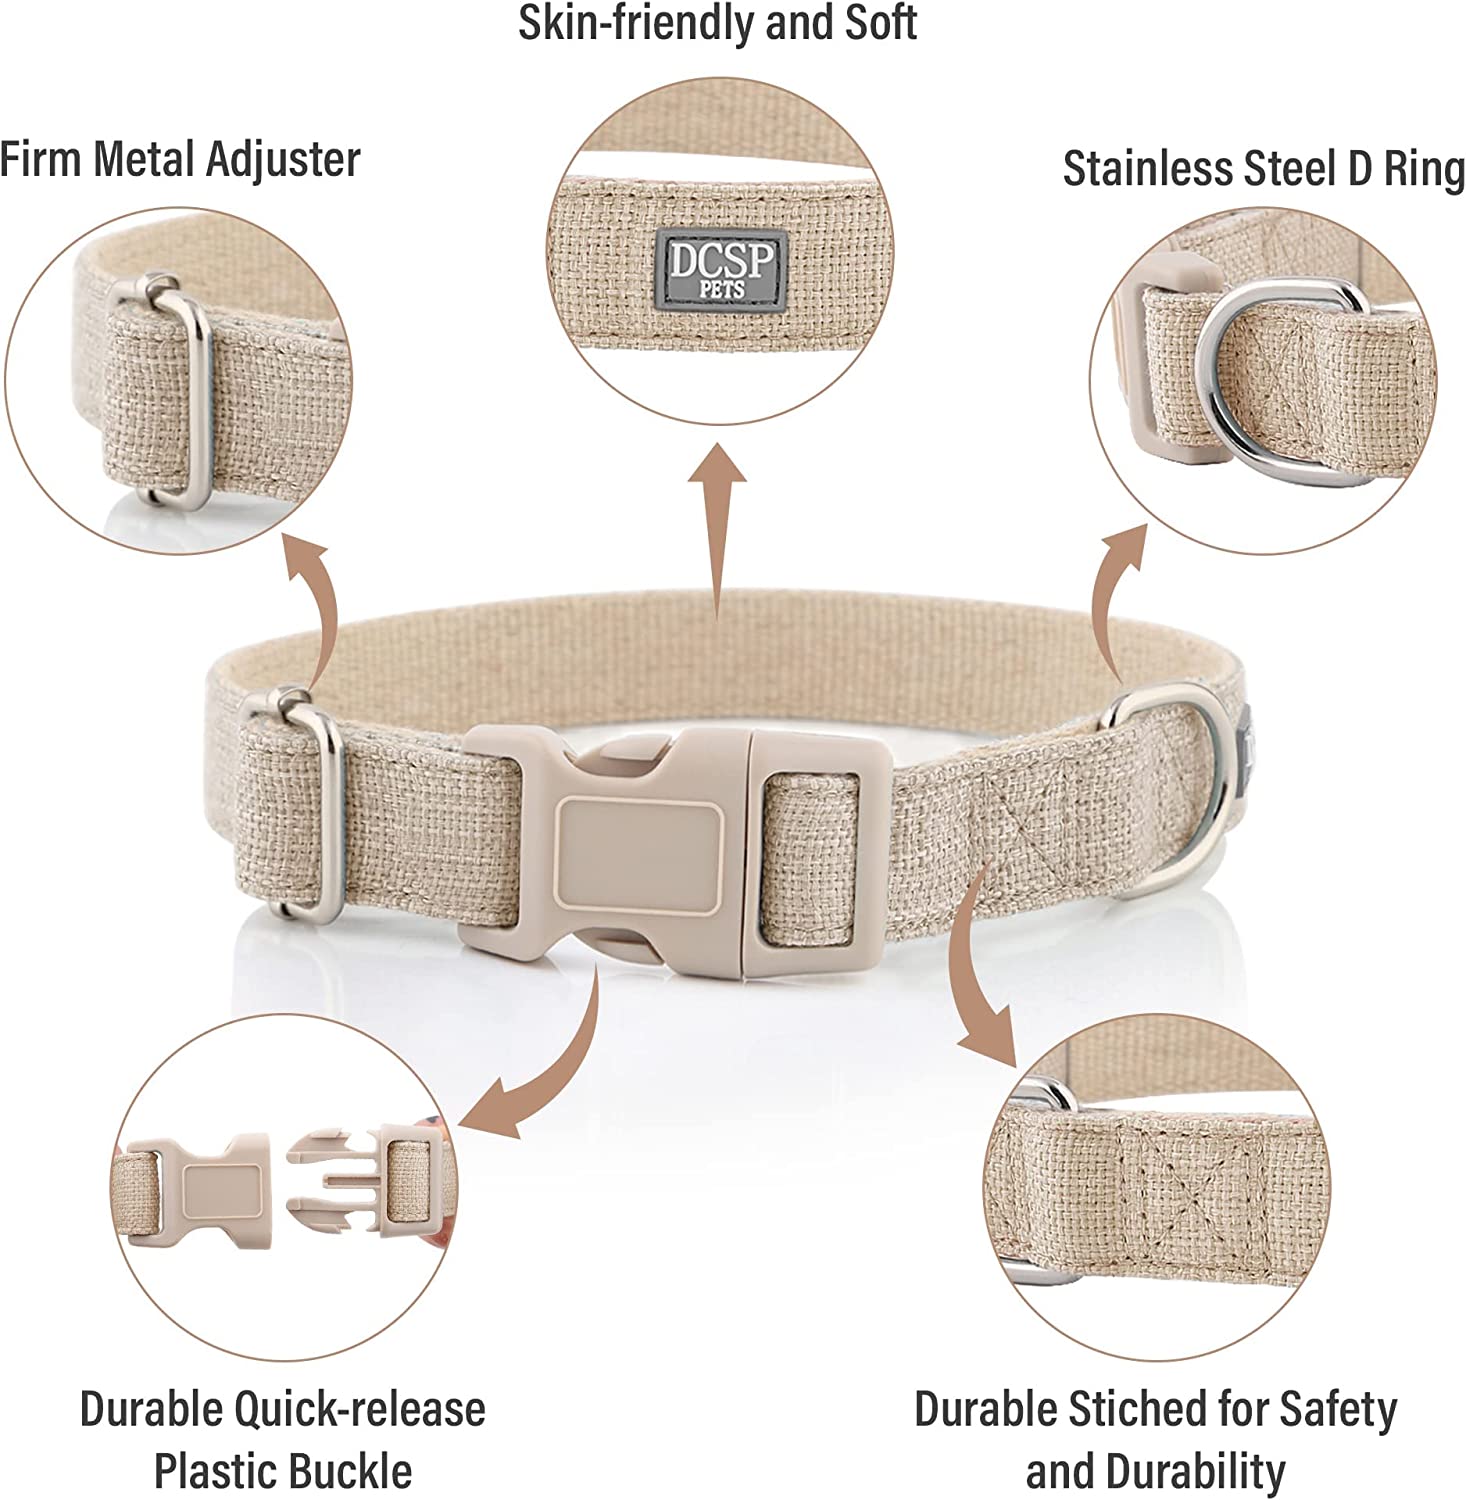 Skin-friendly and Soft
Firm Metal Adjuster
Stainless Steel D Ring
DCSP
PETS
Durable Quick-release
Plastic Buckle
Durable Stiched for Safety
and Durability